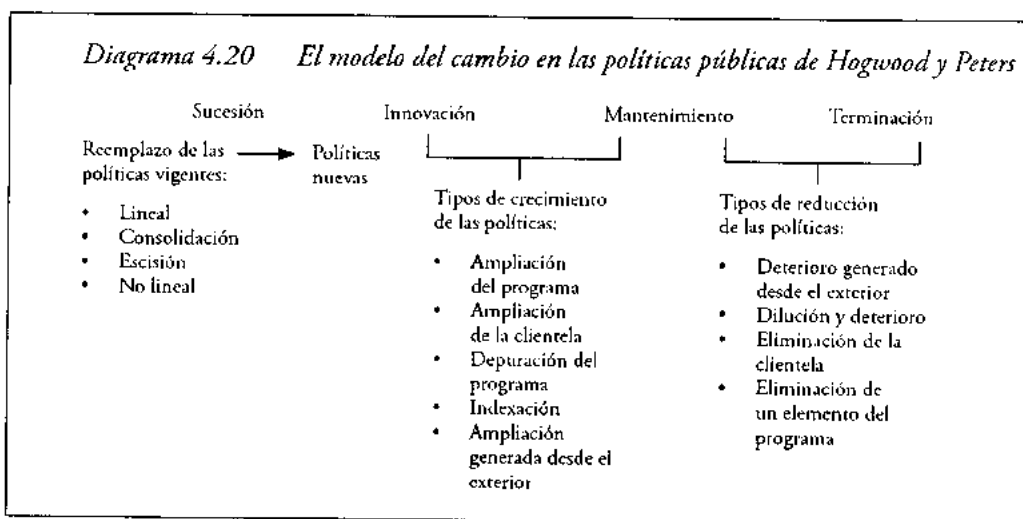 Diagrama 4.20 El modelo del cambio en las políticas públicas de Hogwood y Peters
Sucesión Innovación Mantenimiento Terminación
Reemplazo de las
políticas vigentes:
• Lineal
• Consolidación
• Escisión
• No lineal
Políticas
nuevas
Tipos de crecimiento
de las políticas:
• Ampliación
del programa
• Ampliación
de la clientela
• Depuración del
programa
• Indexación
• Ampliación
generada desde el
exterior
Tipos de reducción
de las políticas:
• Deterioro generado
desde el exterior
• Dilución y deterioro
• Eliminación de la
clientela
• Eliminación de
un elemento del
programa